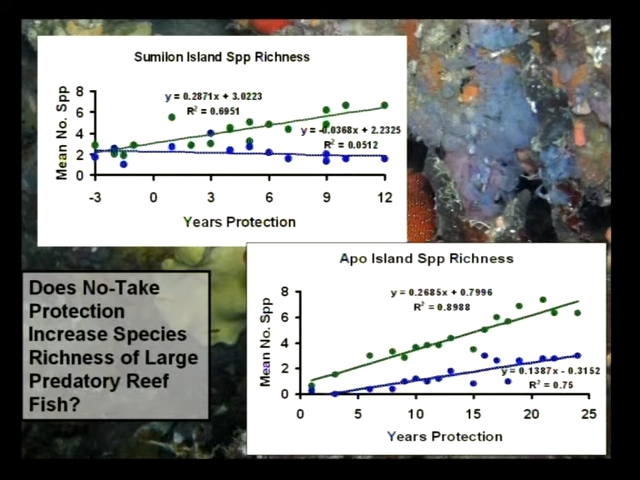 Sumilon Island Spp Richness
Mean No. Spp
8
6
4
2
0
y = 0.2871x + 3.0223
R² = 0.6951
y = -0.0368x + 2.2325
R² = 0.0512
-3 0 3 6 9 12
Years Protection
Does No-Take
Protection
Increase Species
Richness of Large
Predatory Reef
Fish?
Apo Island Spp Richness
Mean No. Spp
8
6
4
2
0
y = 0.2685x + 0.7996
R² = 0.8988
y = 0.1387x - 0.3152
R² = 0.75
0 5 10 15 20 25
Years Protection